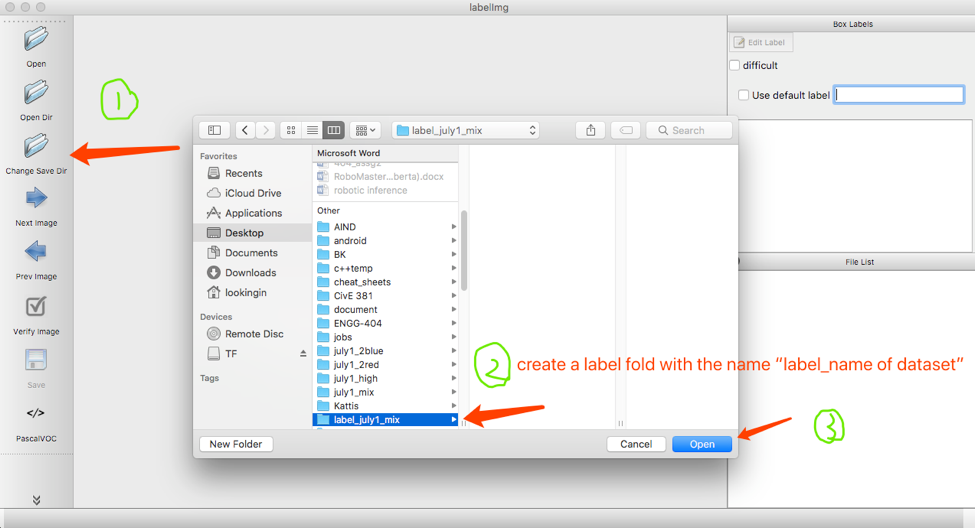 labelImg
Open
Open Dir
Change Save Dir
Next Image
Prev Image
Verify Image
Save
</>
PascalVOC
1
label_july1_mix
Search
Favorites
Recents
iCloud Drive
Applications
Desktop
Documents
Downloads
lookingin
Devices
Remote Disc
TF
Tags
Microsoft Word
404_assg2
RoboMaster...berta).docx
robotic inference
Other
AIND
android
BK
c++temp
cheat_sheets
CivE 381
document
ENGG-404
jobs
july1_2blue
july1_2red
july1_high
july1_mix
Kattis
label_july1_mix
2 create a label fold with the name “label_name of dataset”
3
New Folder
Cancel
Open
Box Labels
Edit Label
difficult
Use default label
File List